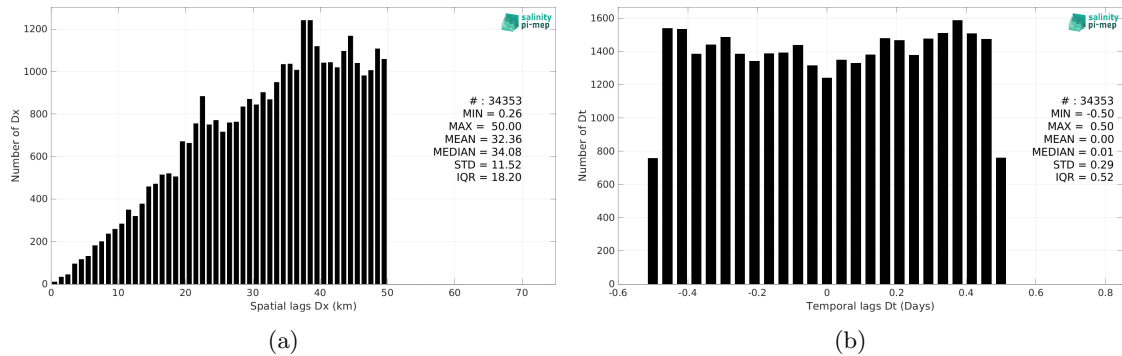 salinity
pi-mep
Number of Dx
0
200
400
600
800
1000
1200
# : 34353
MIN = 0.26
MAX = 50.00
MEAN = 32.36
MEDIAN = 34.08
STD = 11.52
IQR = 18.20
0 10 20 30 40 50 60 70
Spatial lags Dx (km)
(a)
salinity
pi-mep
Number of Dt
0
200
400
600
800
1000
1200
1400
1600
# : 34353
MIN = -0.50
MAX = 0.50
MEAN = 0.00
MEDIAN = 0.01
STD = 0.29
IQR = 0.52
-0.6 -0.4 -0.2 0 0.2 0.4 0.6 0.8
Temporal lags Dt (Days)
(b)